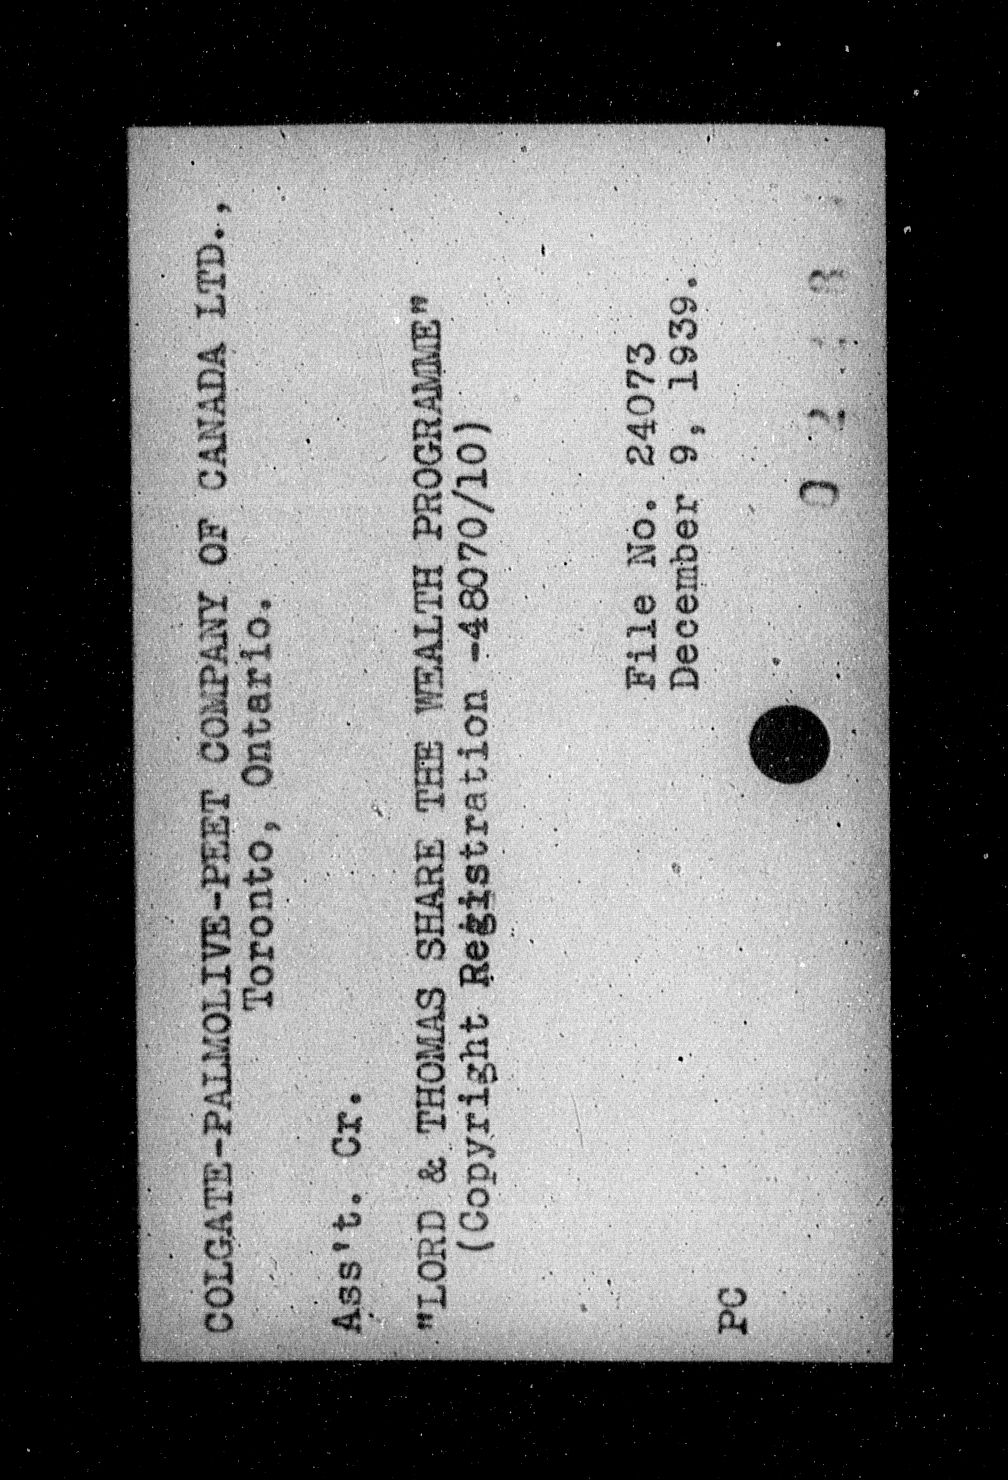 COLGATE-PALMOLIVE-PEET COMPANY OF CANADA LTD.,
Toronto, Ontario.
Ass't. Cr.
"LORD & THOMAS SHARE THE WEALTH PROGRAMME"
(Copyright Registration -48070/10)
File No. 24073
December 9, 1939.
PC